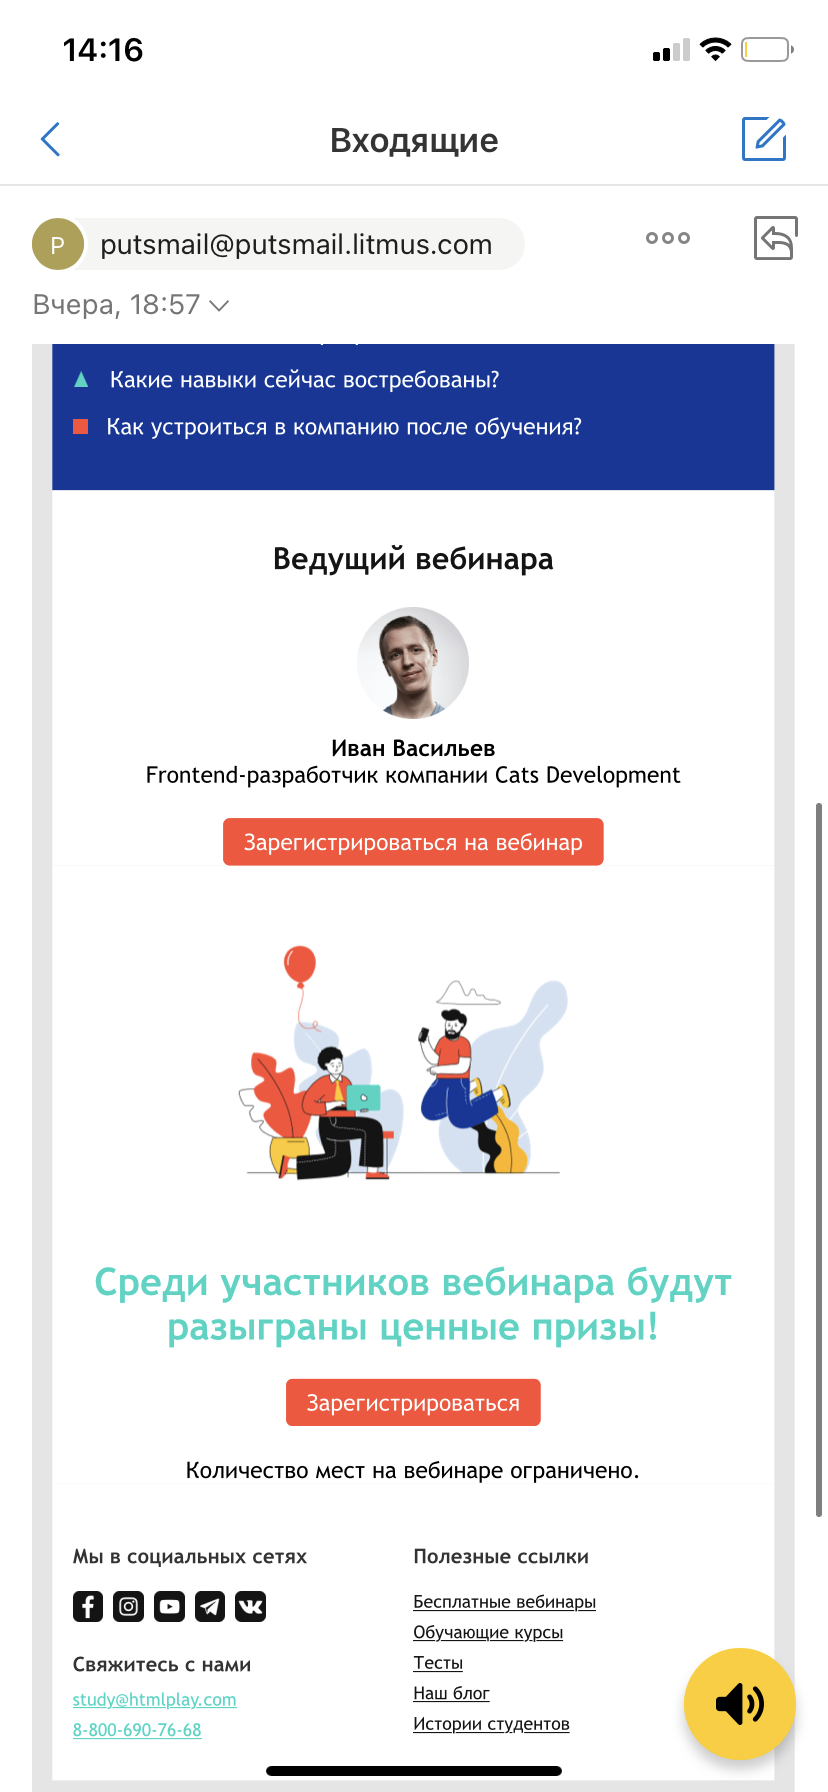 14:16
Входящие
P
putsmail@putsmail.litmus.com
Вчера, 18:57
Какие навыки сейчас востребованы?
Как устроиться в компанию после обучения?
Ведущий вебинара
Иван Васильев
Frontend-разработчик компании Cats Development
Зарегистрироваться на вебинар
Среди участников вебинара будут
разыграны ценные призы!
Зарегистрироваться
Количество мест на вебинаре ограничено.
Мы в социальных сетях
Свяжитесь с нами
study@htmlplay.com
8-800-690-76-68
Полезные ссылки
Бесплатные вебинары
Обучающие курсы
Тесты
Наш блог
Истории студентов